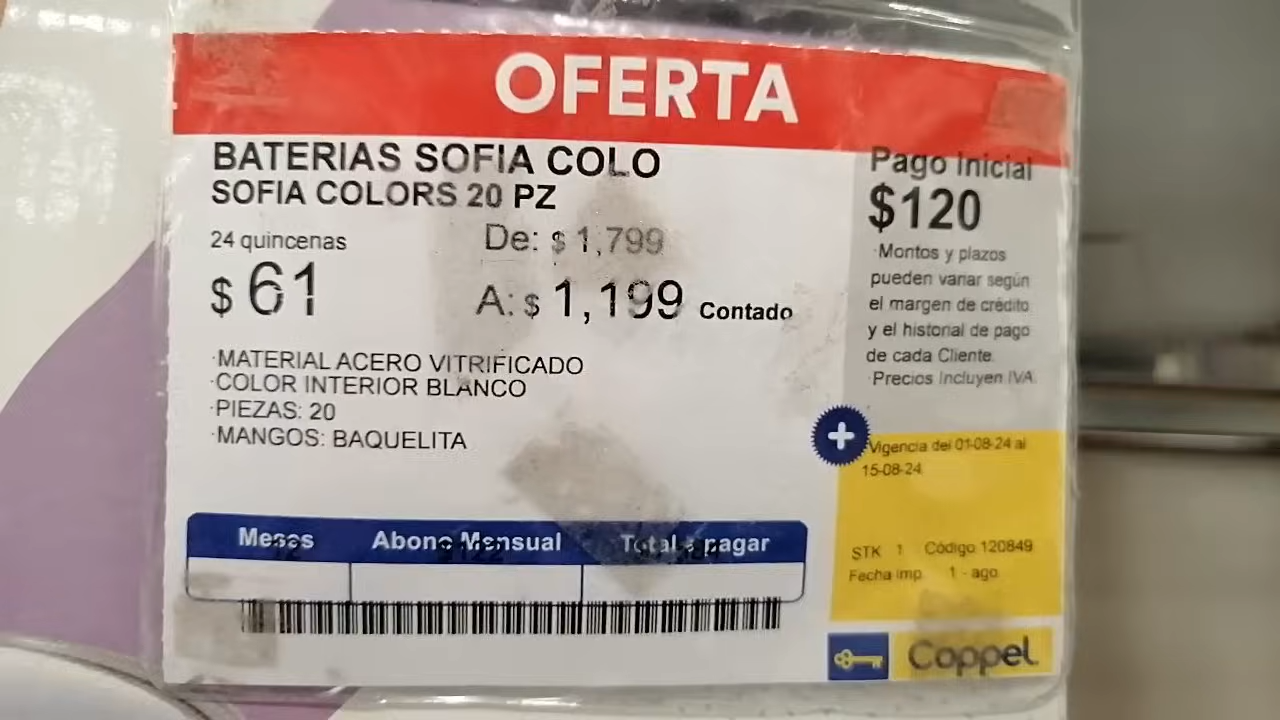 OFERTA
BATERIAS SOFIA COLO
SOFIA COLORS 20 PZ
24 quincenas
$ 61
De: $ 1,799
A: $ 1,199 Contado
·MATERIAL ACERO VITRIFICADO
·COLOR INTERIOR BLANCO
·PIEZAS: 20
·MANGOS: BAQUELITA
Pago Inicial
$120
·Montos y plazos
pueden variar según
el margen de crédito
y el historial de pago
de cada Cliente.
·Precios Incluyen IVA.
+
Vigencia del 01-08-24 al
15-08-24
STK 1 Código 120849
Fecha imp. 1 - ago
Meses Abono Mensual Total a pagar
Coppel